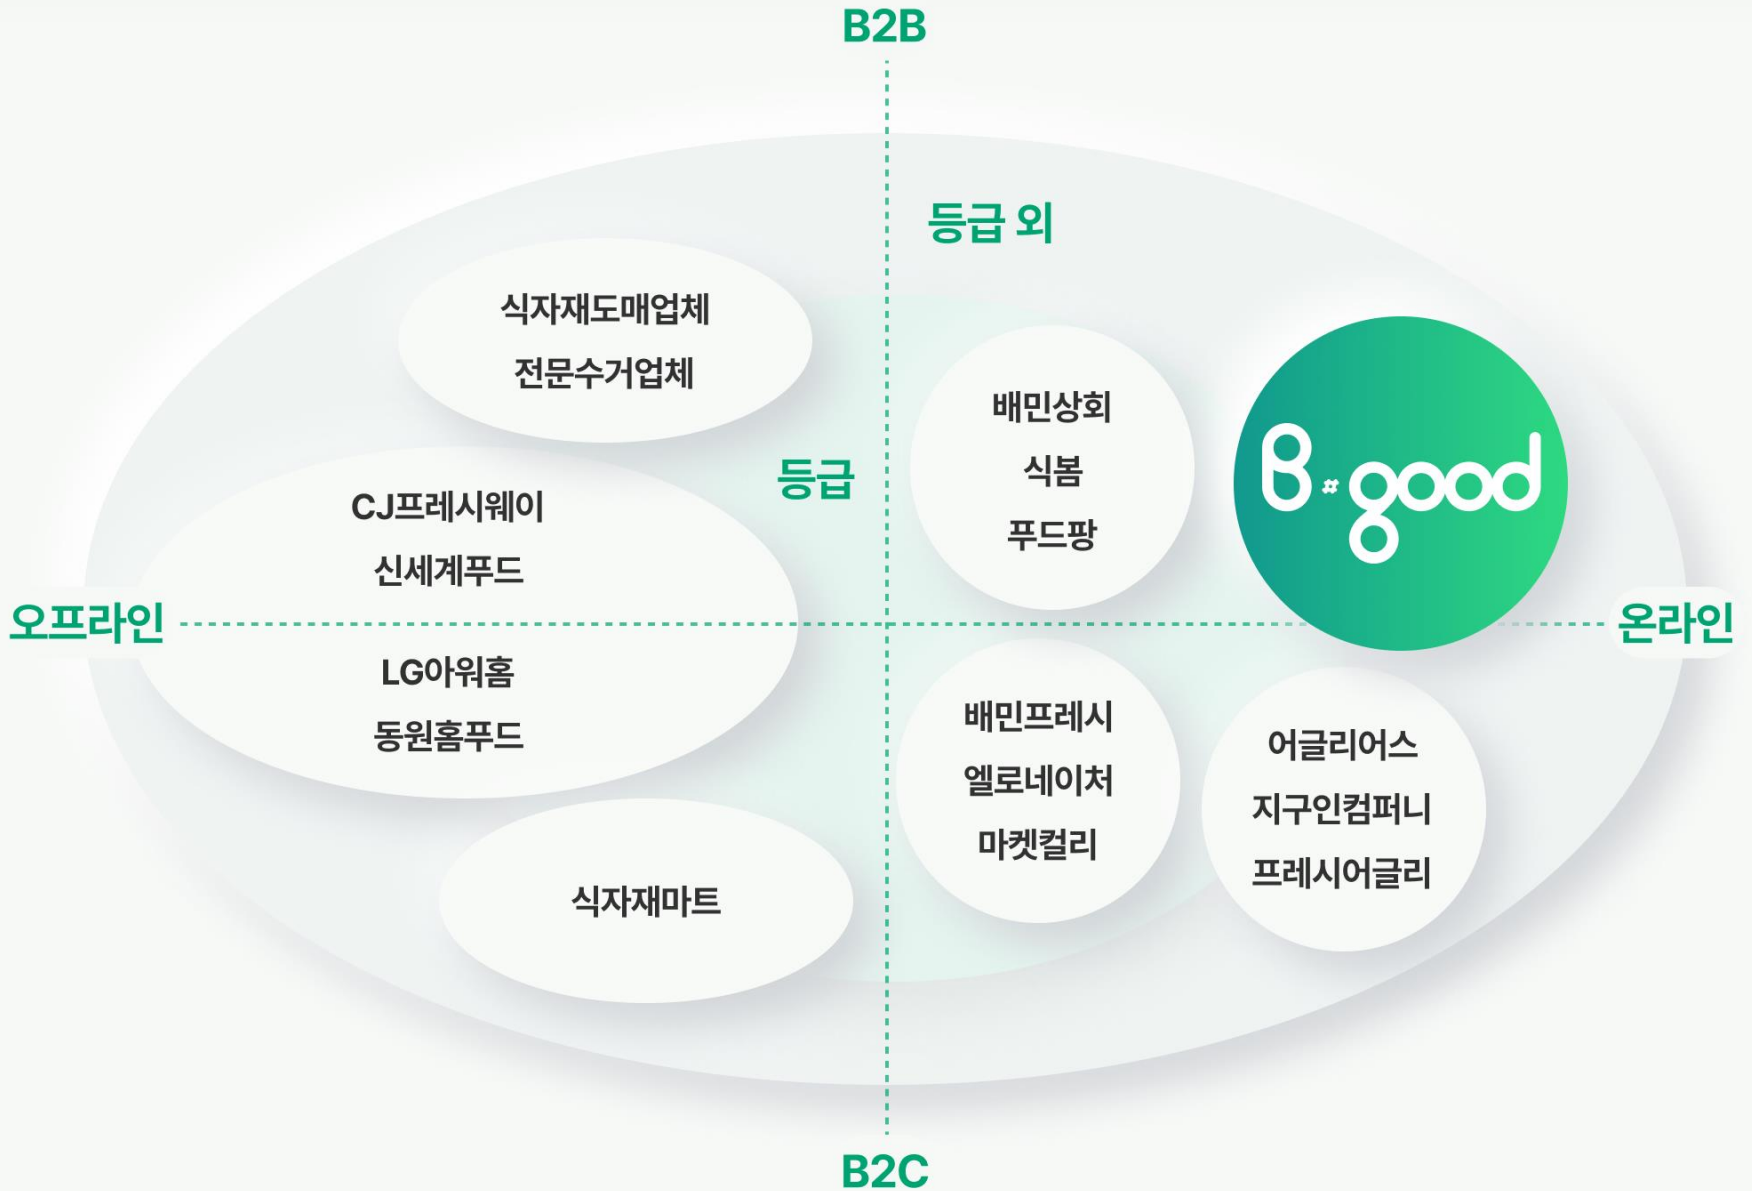 B2B
등급 외
식자재도매업체
전문수거업체
배민상회
식봄
푸드팡
B#good
등급
CJ프레시웨이
신세계푸드
오프라인
온라인
LG아워홈
동원홈푸드
배민프레시
엘로네이처
마켓컬리
어글리어스
지구인컴퍼니
프레시어글리
식자재마트
B2C